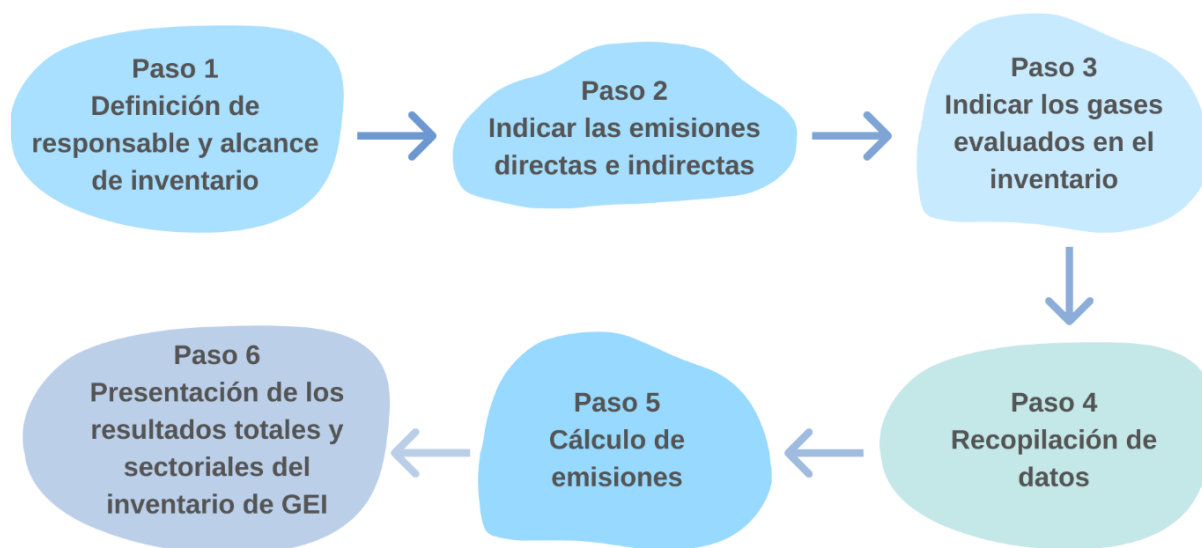 Paso 1
Definición de
responsable y alcance
de inventario
Paso 2
Indicar las emisiones
directas e indirectas
Paso 3
Indicar los gases
evaluados en el
inventario
Paso 4
Recopilación de
datos
Paso 5
Cálculo de
emisiones
Paso 6
Presentación de los
resultados totales y
sectoriales del
inventario de GEI